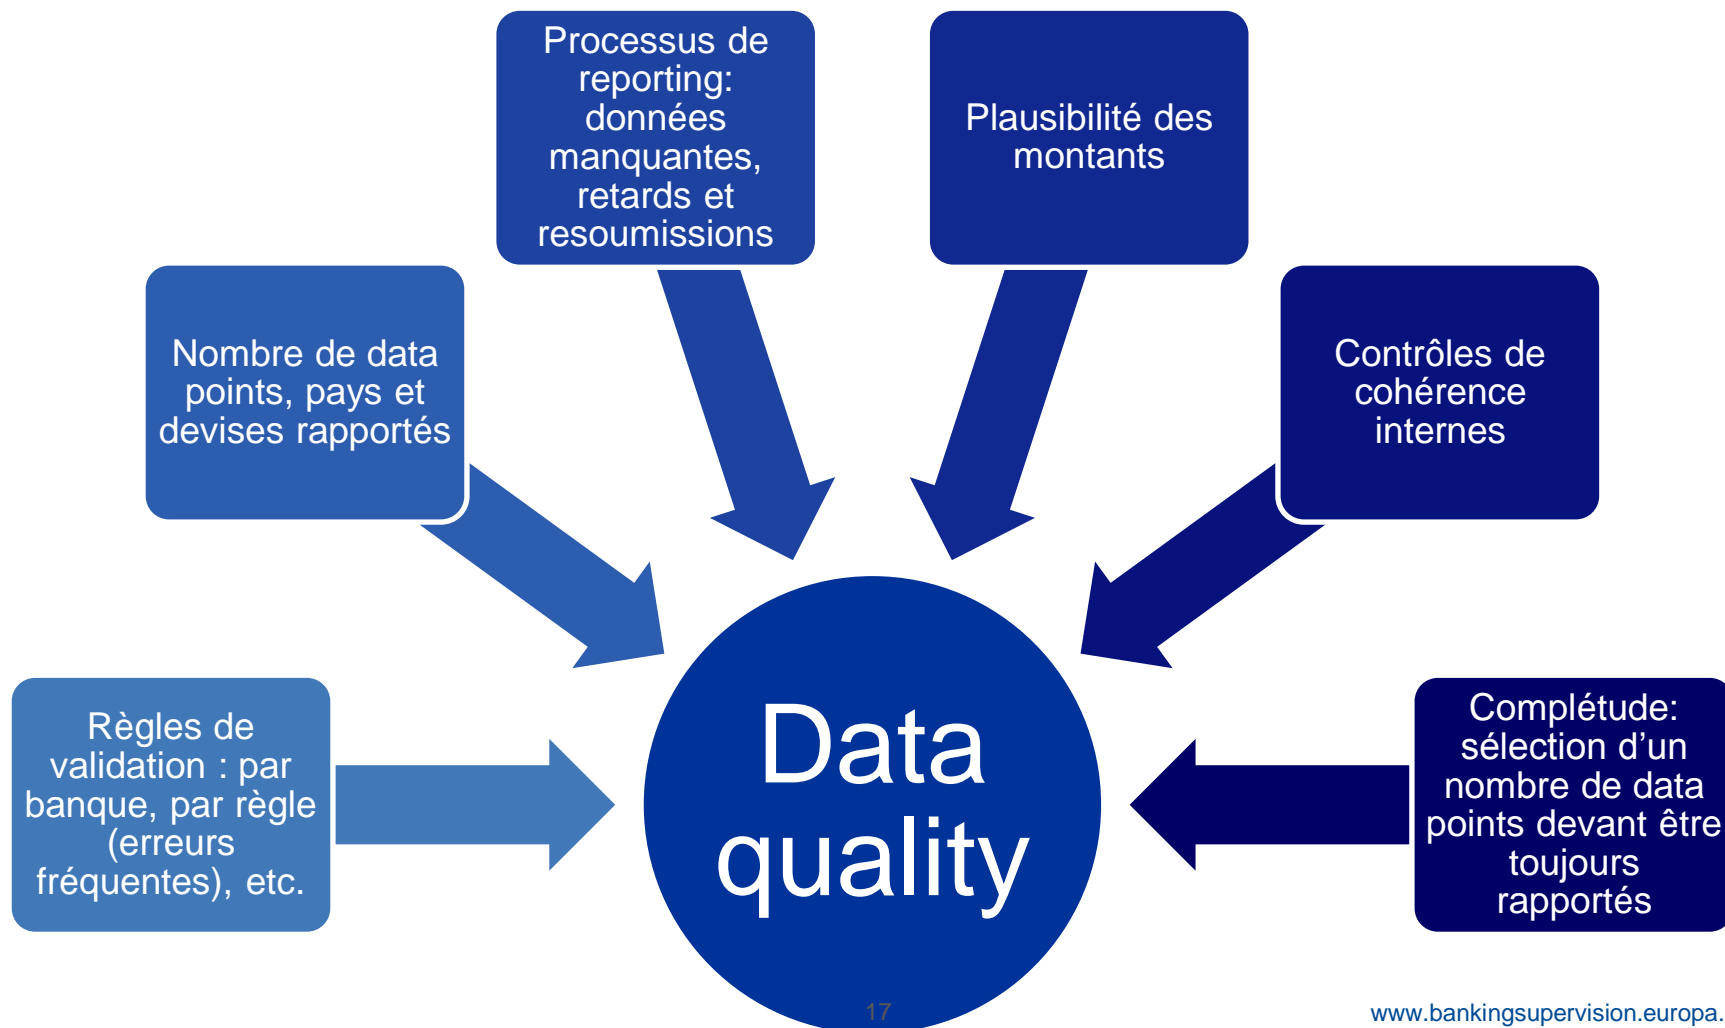 Processus de
reporting:
données
manquantes,
retards et
resoumissions
Plausibilité des
montants
Nombre de data
points, pays et
devises rapportés
Contrôles de
cohérence
internes
Règles de
validation : par
banque, par règle
(erreurs
fréquentes), etc.
Data
quality
Complétude:
sélection d’un
nombre de data
points devant être
toujours
rapportés
17
www.bankingsupervision.europa.